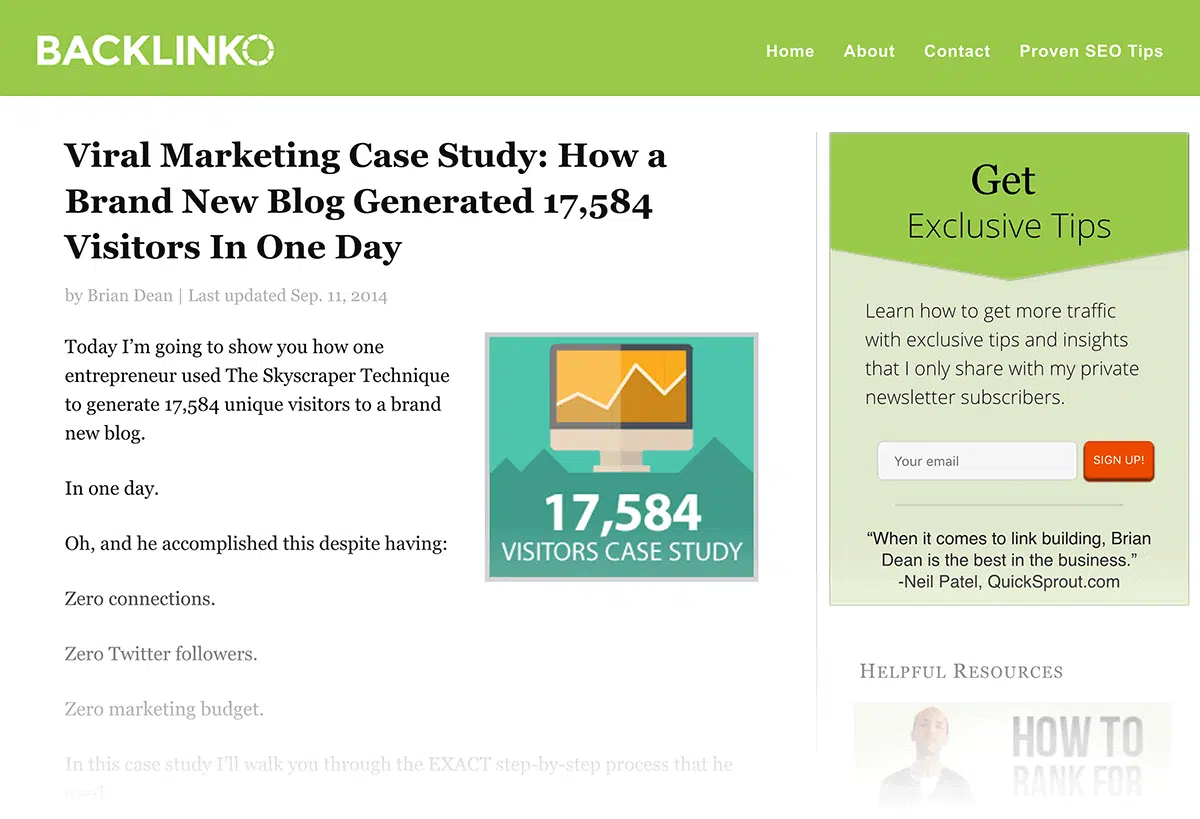 BACKLINKO
Home About Contact Proven SEO Tips
Viral Marketing Case Study: How a
Brand New Blog Generated 17,584
Visitors In One Day
by Brian Dean | Last updated Sep. 11, 2014
Today I’m going to show you how one
entrepreneur used The Skyscraper Technique
to generate 17,584 unique visitors to a brand
new blog.
In one day.
Oh, and he accomplished this despite having:
Zero connections.
Zero Twitter followers.
Zero marketing budget.
In this case study I’ll walk you through the EXACT step-by-step process that he
used
17,584
VISITORS CASE STUDY
Get
Exclusive Tips
Learn how to get more traffic
with exclusive tips and insights
that I only share with my private
newsletter subscribers.
Your email
SIGN UP!
“When it comes to link building, Brian
Dean is the best in the business.”
-Neil Patel, QuickSprout.com
Helpful Resources
HOW TO
RANK FOR